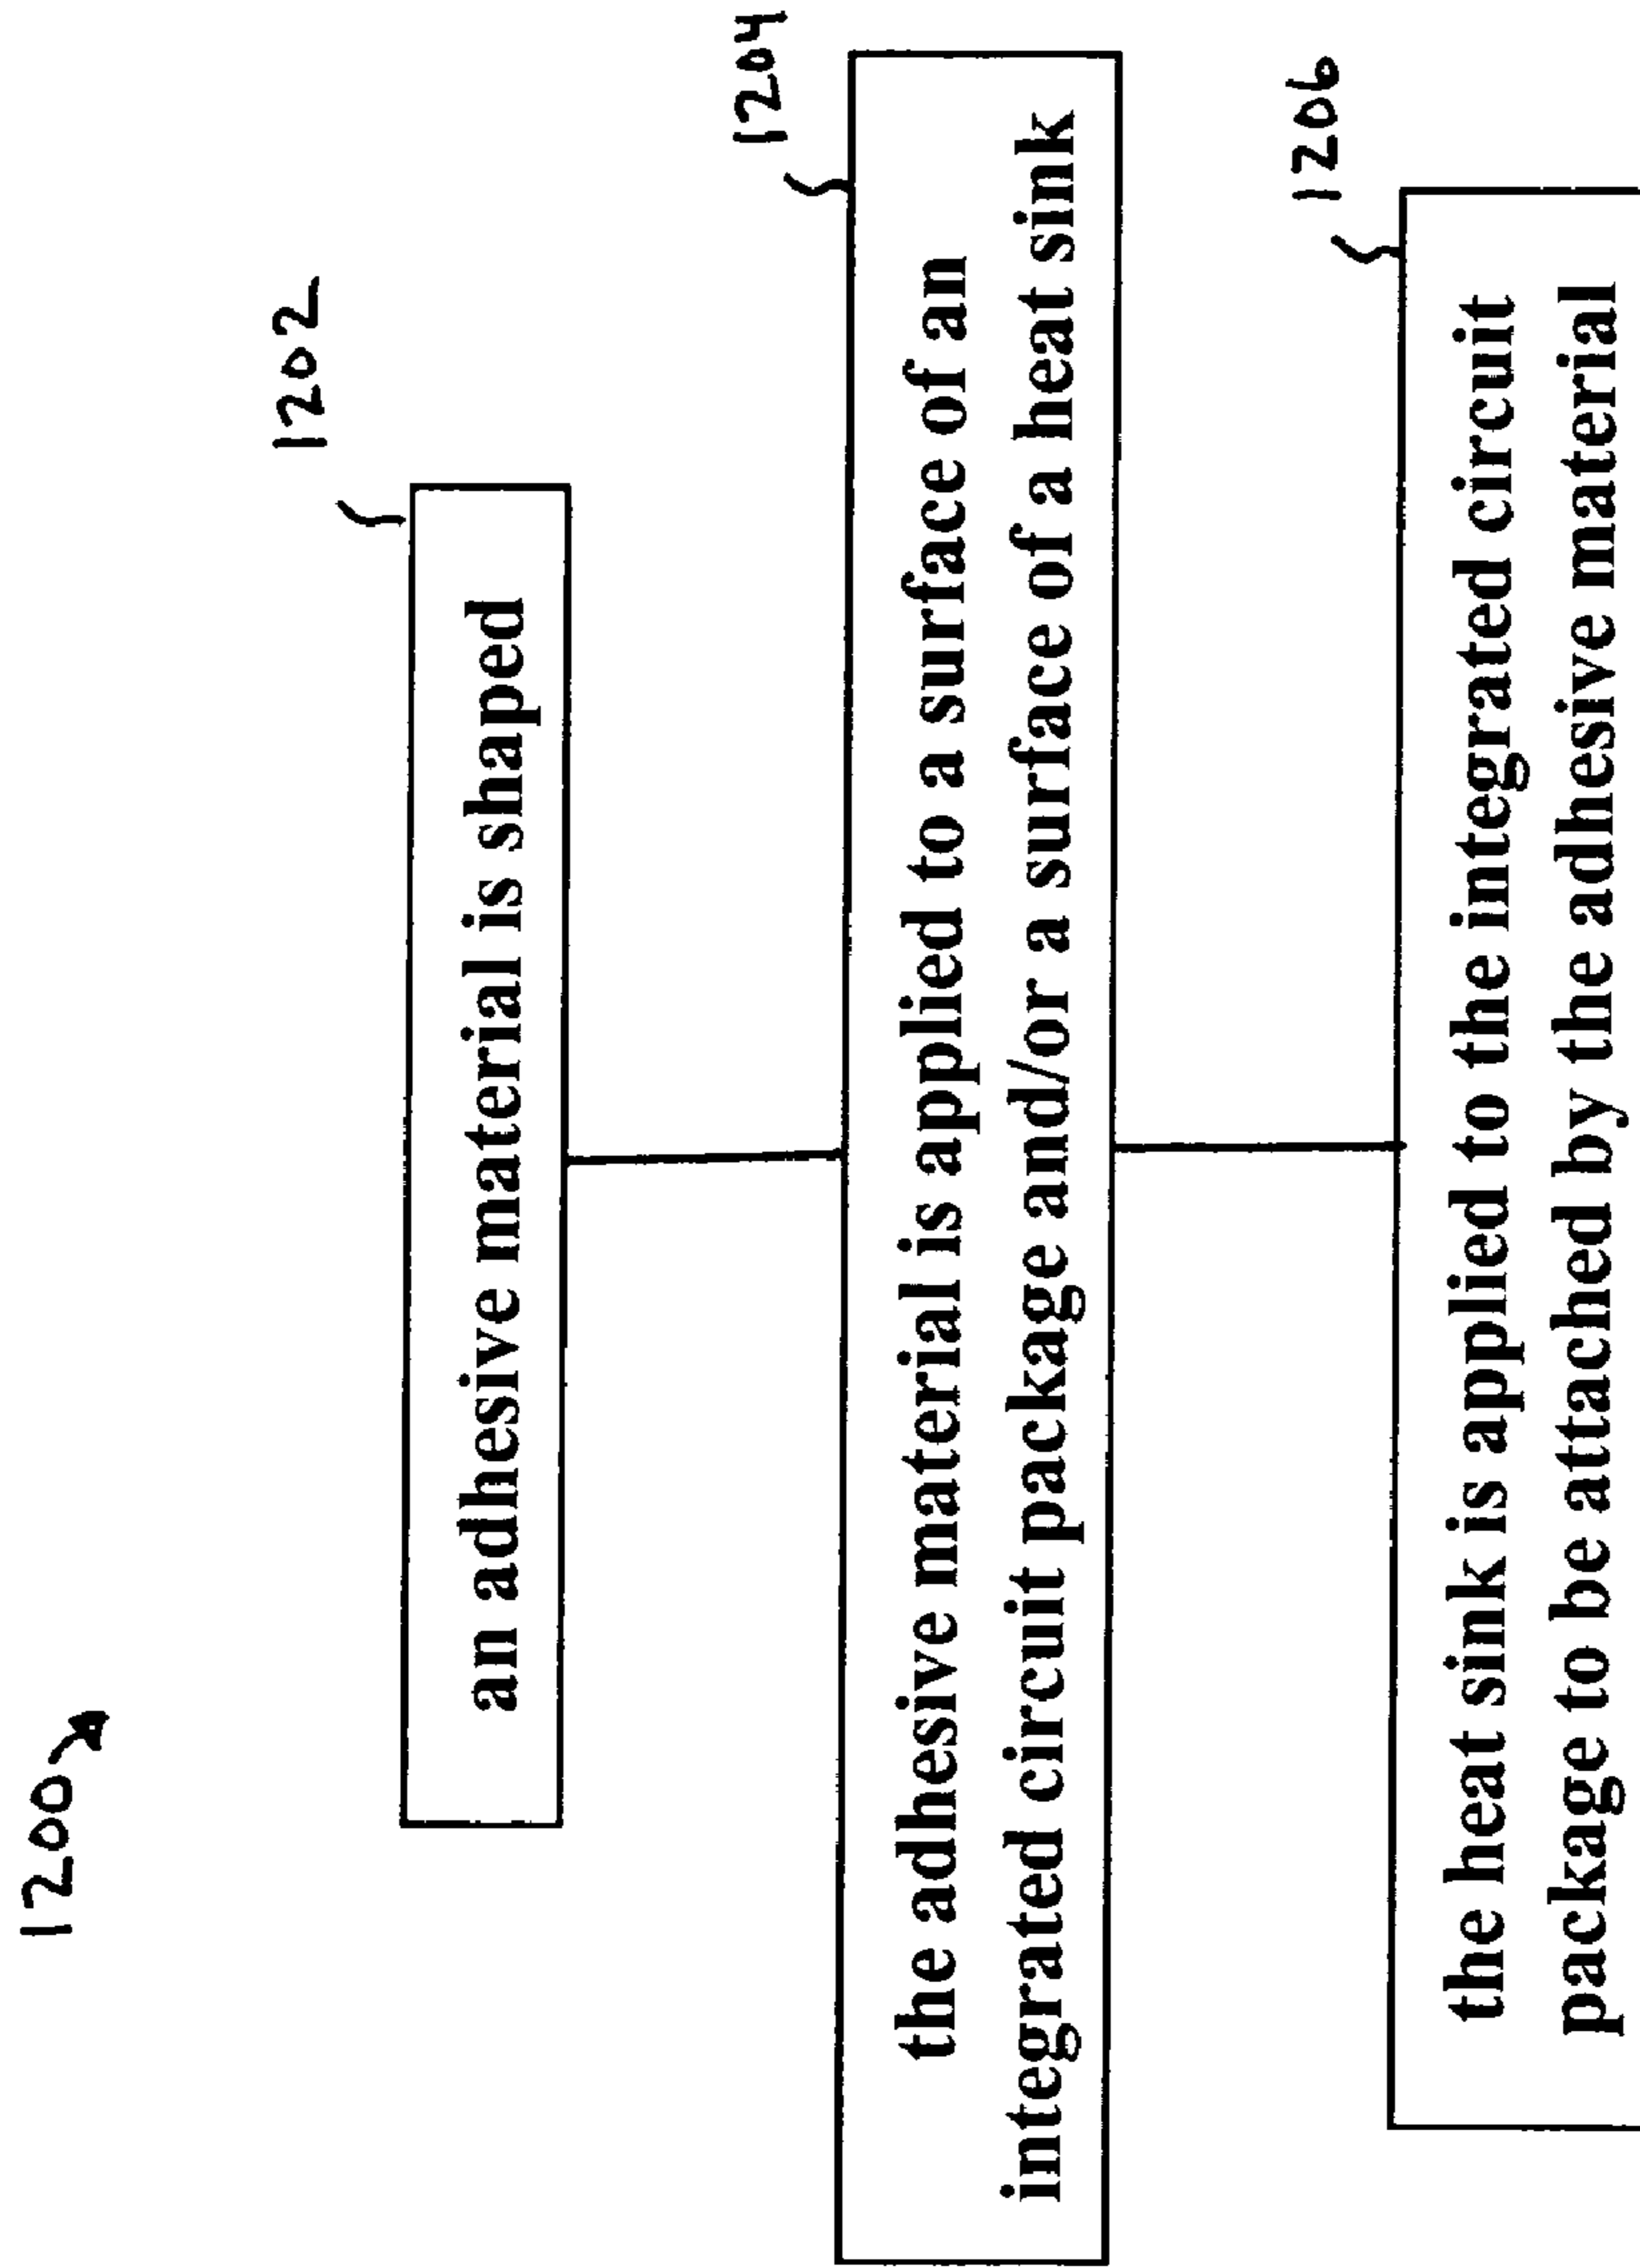 1200
1202
an adhesive material is shaped
1204
the adhesive material is applied to a surface of an
integrated circuit package and/or a surface of a heat sink
1206
the heat sink is applied to the integrated circuit
package to be attached by the adhesive material